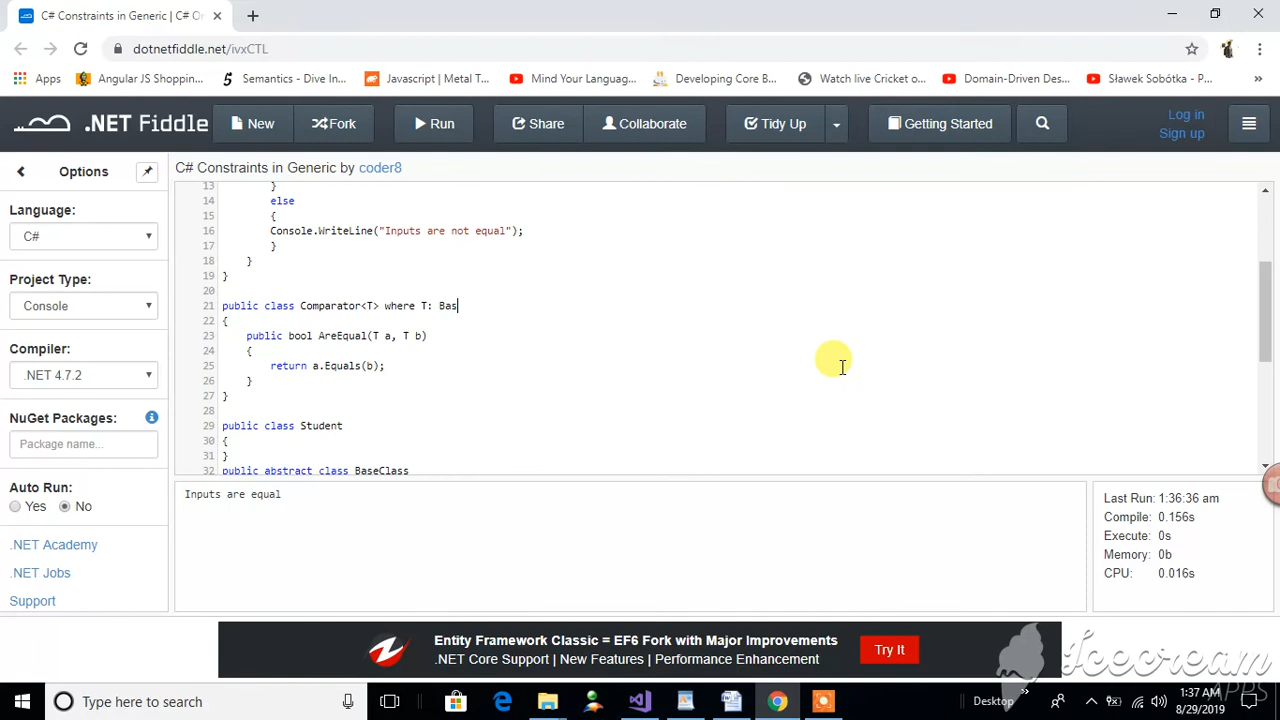 C# Constraints in Generic | C# Or
dotnetfiddle.net/ivxCTL
Apps
Angular JS Shopping...
Semantics - Dive In...
Javascript | Metal T...
Mind Your Languag...
Developing Core B...
Watch live Cricket o...
Domain-Driven Des...
Sławek Sobótka - P...
»
.NET Fiddle
New
Fork
Run
Share
Collaborate
Tidy Up
Getting Started
Log in
Sign up
Options
C# Constraints in Generic by coder8
Language:
C#
Project Type:
Console
Compiler:
.NET 4.7.2
NuGet Packages:
Package name...
Auto Run:
Yes No
.NET Academy
.NET Jobs
Support
13 }
14 else
15 {
16 Console.WriteLine("Inputs are not equal");
17 }
18 }
19 }
20
21 public class Comparator<T> where T: Bas
22 {
23 public bool AreEqual(T a, T b)
24 {
25 return a.Equals(b);
26 }
27 }
28
29 public class Student
30 {
31 }
32 public abstract class BaseClass
Inputs are equal
Last Run: 1:36:36 am
Compile: 0.156s
Execute: 0s
Memory: 0b
CPU: 0.016s
Entity Framework Classic = EF6 Fork with Major Improvements
.NET Core Support | New Features | Performance Enhancement
Try It
Icecream
APPS
Type here to search
Desktop
»
1:37 AM
8/29/2019